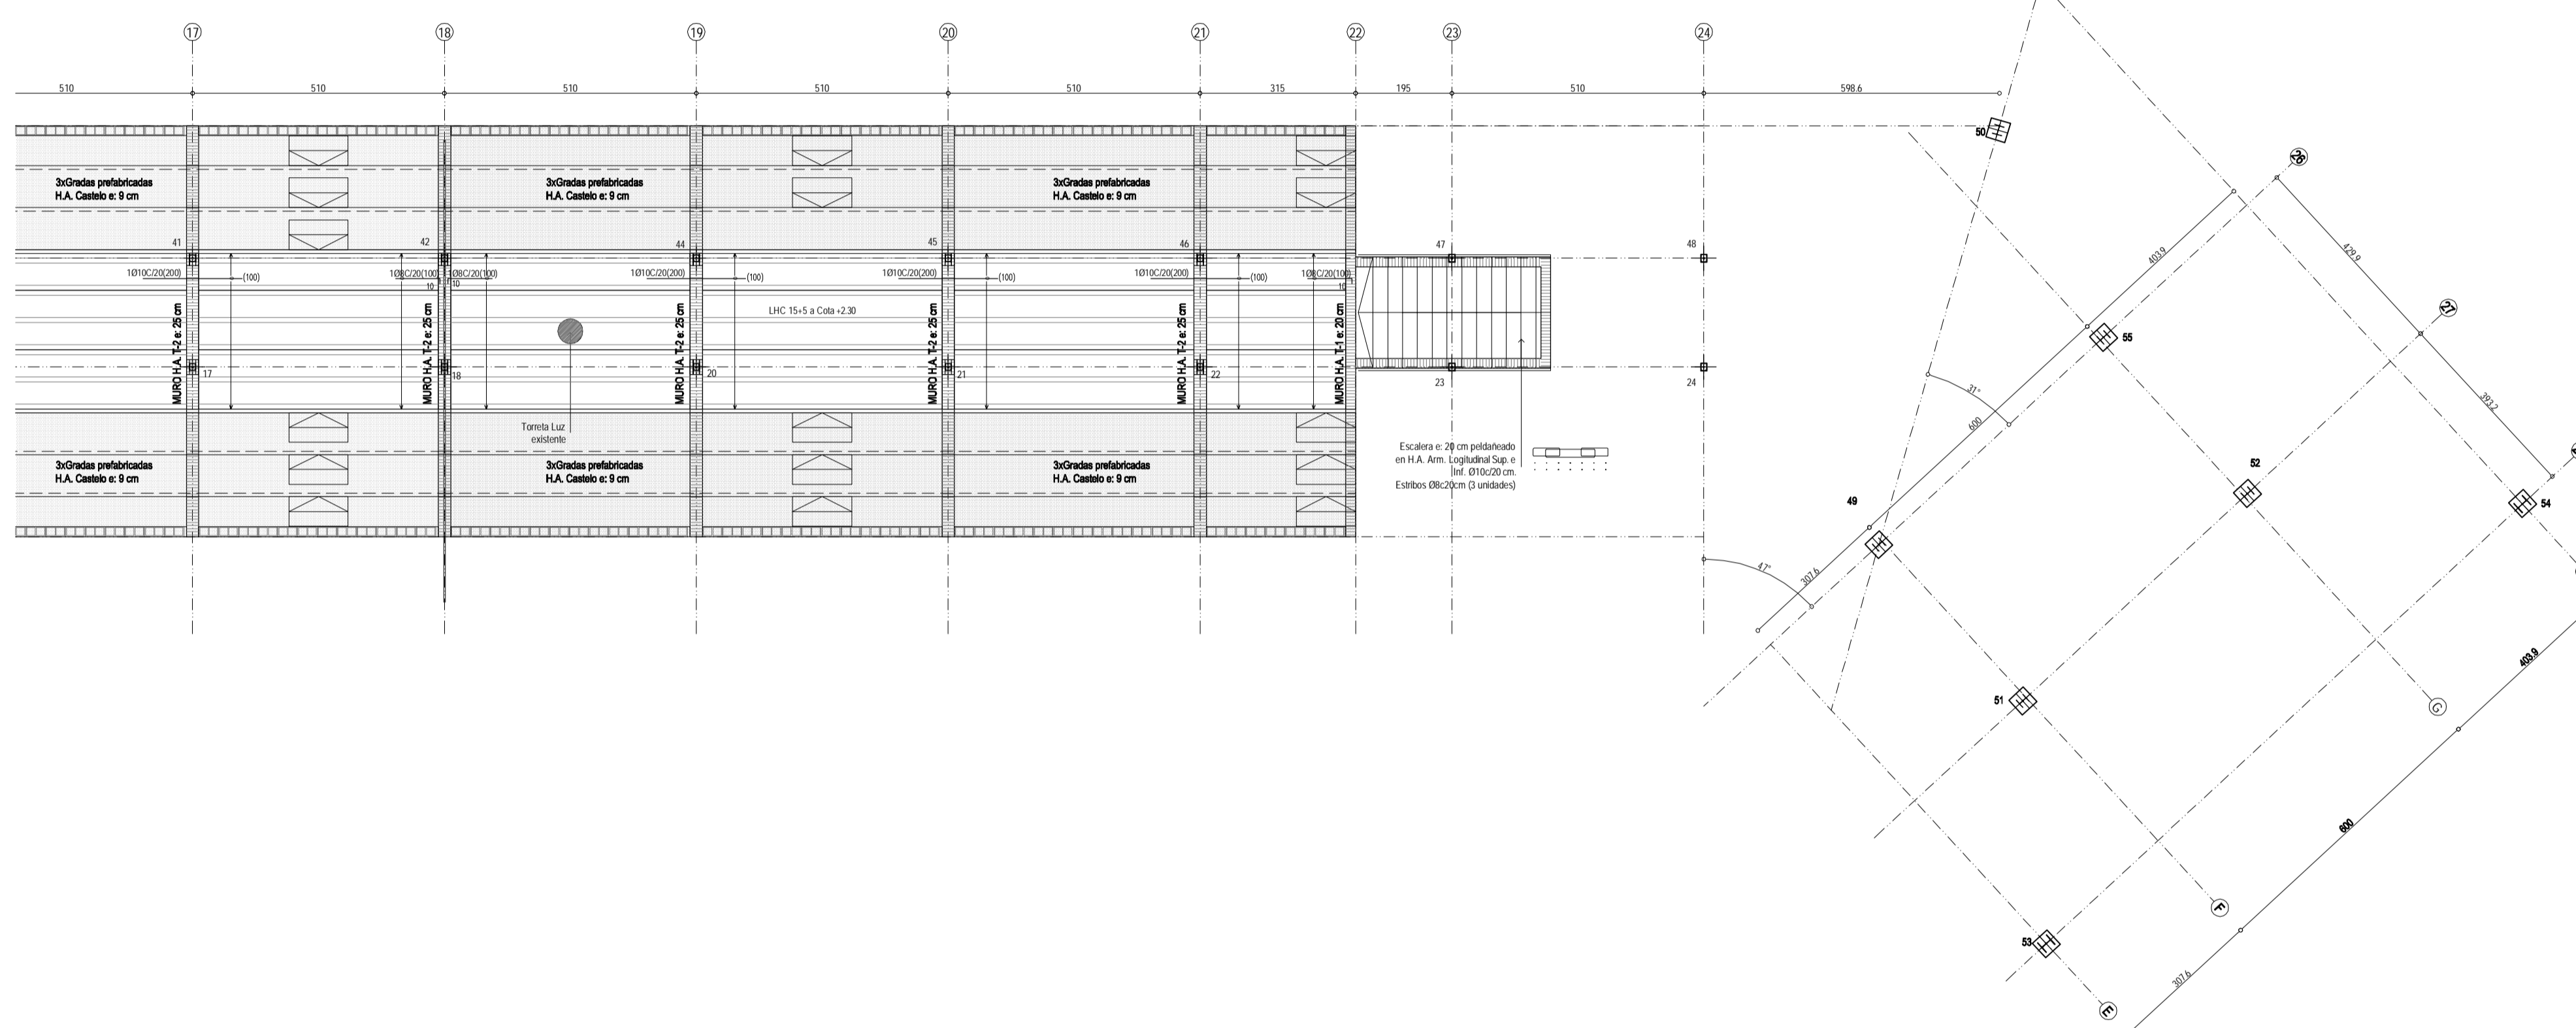 17
18
19
20
21
22
23
24
510
510
510
510
510
315
195
510
598.6
50
28
3xGradas prefabricadas
H.A. Castelo e: 9 cm
3xGradas prefabricadas
H.A. Castelo e: 9 cm
3xGradas prefabricadas
H.A. Castelo e: 9 cm
41
42
44
45
46
47
48
403.9
429.9
1Ø10C/20(200)
(100)
1Ø8C/20(100)
1Ø8C/20(100)
1Ø10C/20(200)
(100)
1Ø10C/20(200)
(100)
1Ø10C/20(200)
(100)
1Ø8C/20(100)
10
10
10
LHC 15+5 a Cota +2.30
27
55
MURO H.A. T-2 e: 25 cm
MURO H.A. T-2 e: 25 cm
MURO H.A. T-2 e: 25 cm
MURO H.A. T-2 e: 25 cm
MURO H.A. T-2 e: 25 cm
MURO H.A. T-1 e: 20 cm
17
18
20
21
22
23
24
31°
393.2
600
Torreta Luz
existente
Escalera e: 20 cm peldañeado
en H.A. Arm. Logitudinal Sup. e
Inf. Ø10c/20 cm.
Estribos Ø8c20cm (3 unidades)
3xGradas prefabricadas
H.A. Castelo e: 9 cm
3xGradas prefabricadas
H.A. Castelo e: 9 cm
3xGradas prefabricadas
H.A. Castelo e: 9 cm
52
49
54
47°
307.6
403.9
51
G
600
F
53
307.6
E